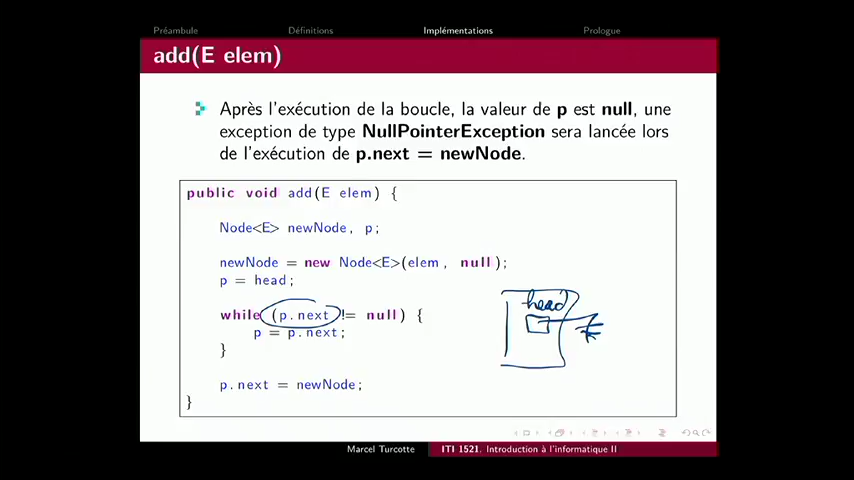 Préambule Définitions Implémentations Prologue
add(E elem)
Après l'exécution de la boucle, la valeur de p est null, une
exception de type NullPointerException sera lancée lors
de l'exécution de p.next = newNode.
public void add(E elem) {
Node<E> newNode, p;
newNode = new Node<E>(elem, null);
p = head;
while (p.next != null) {
p = p.next;
}
p.next = newNode;
}
head
Marcel Turcotte ITI 1521. Introduction à l'informatique II